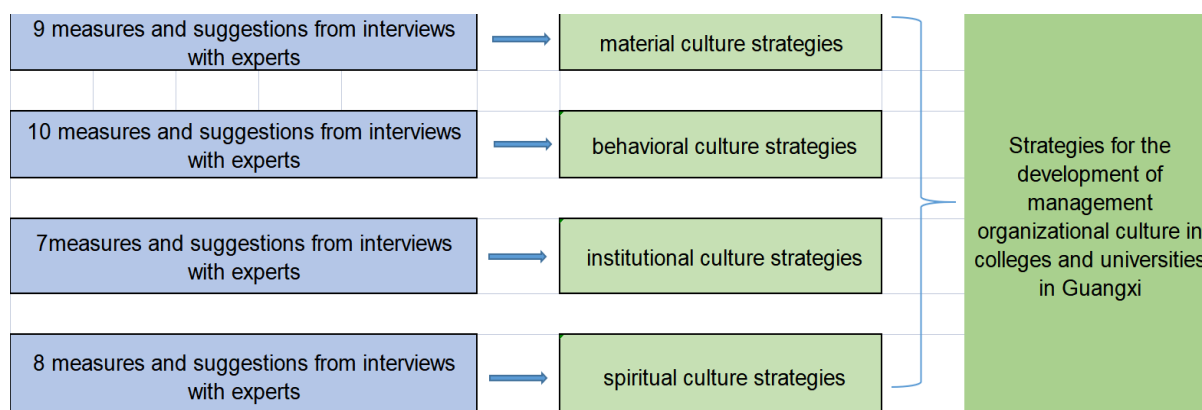 9 measures and suggestions from interviews
with experts
material culture strategies
10 measures and suggestions from interviews
with experts
behavioral culture strategies
7measures and suggestions from interviews
with experts
institutional culture strategies
8 measures and suggestions from interviews
with experts
spiritual culture strategies
Strategies for the
development of
management
organizational culture in
colleges and universities
in Guangxi